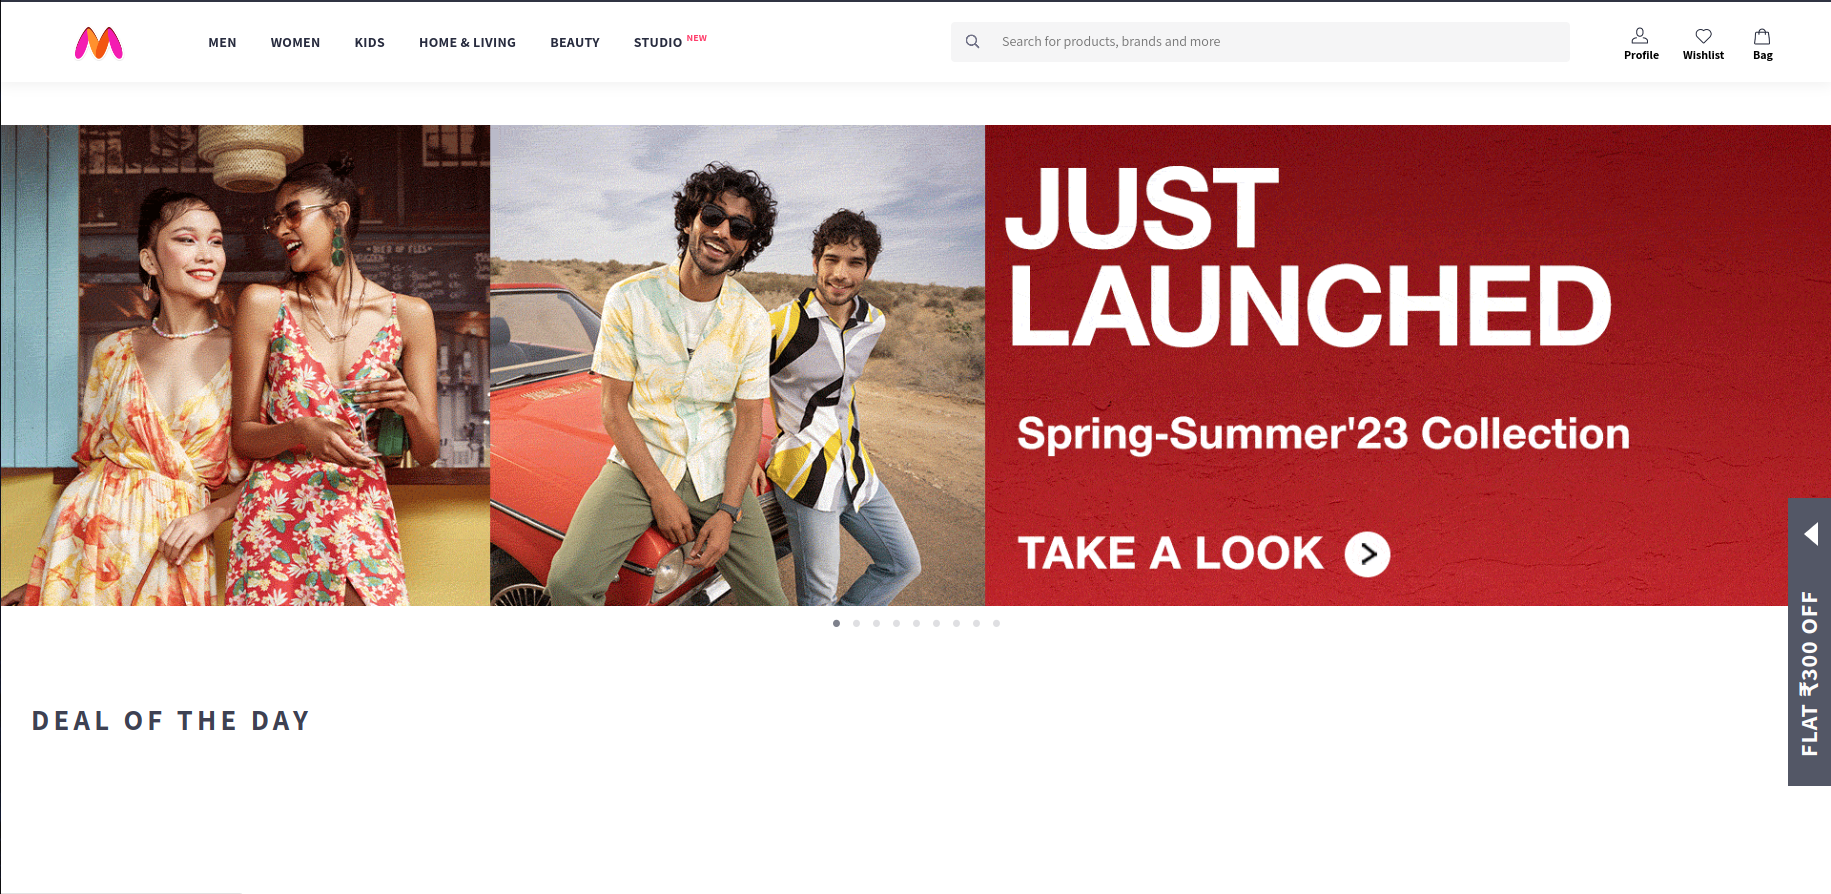 MEN
WOMEN
KIDS
HOME & LIVING
BEAUTY
STUDIO NEW
Search for products, brands and more
Profile
Wishlist
Bag
JUST
LAUNCHED
Spring-Summer'23 Collection
TAKE A LOOK
FLAT ₹300 OFF
DEAL OF THE DAY